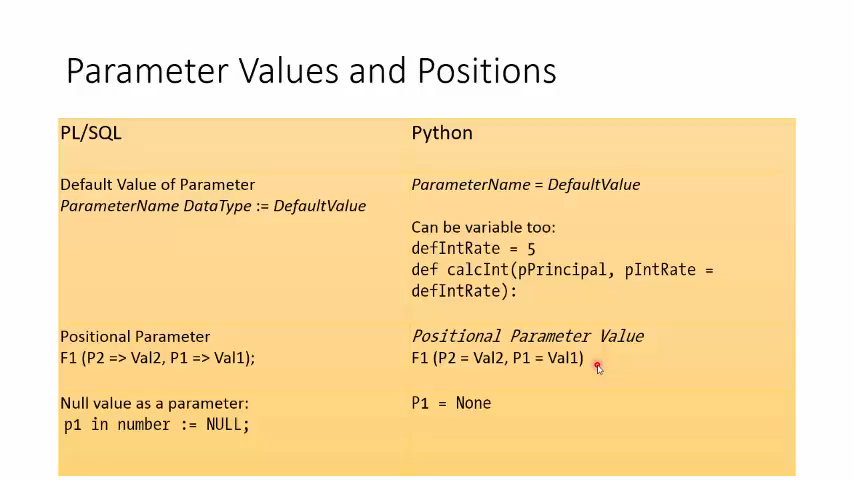 Parameter Values and Positions
PL/SQL
Python
Default Value of Parameter
ParameterName DataType := DefaultValue
ParameterName = DefaultValue
Can be variable too:
defIntRate = 5
def calcInt(pPrincipal, pIntRate =
defIntRate):
Positional Parameter
F1 (P2 => Val2, P1 => Val1);
Positional Parameter Value
F1 (P2 = Val2, P1 = Val1)
Null value as a parameter:
p1 in number := NULL;
P1 = None